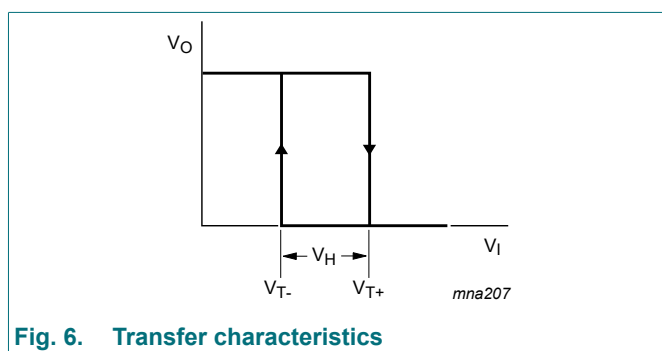 VO
VH
VI
VT-
VT+
mna207
Fig. 6. Transfer characteristics